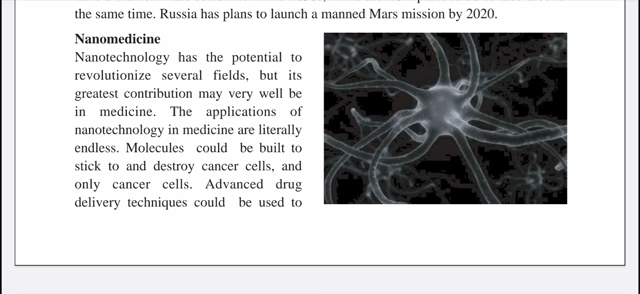 the same time. Russia has plans to launch a manned Mars mission by 2020.
Nanomedicine
Nanotechnology has the potential to
revolutionize several fields, but its
greatest contribution may very well be
in medicine. The applications of
nanotechnology in medicine are literally
endless. Molecules could be built to
stick to and destroy cancer cells, and
only cancer cells. Advanced drug
delivery techniques could be used to